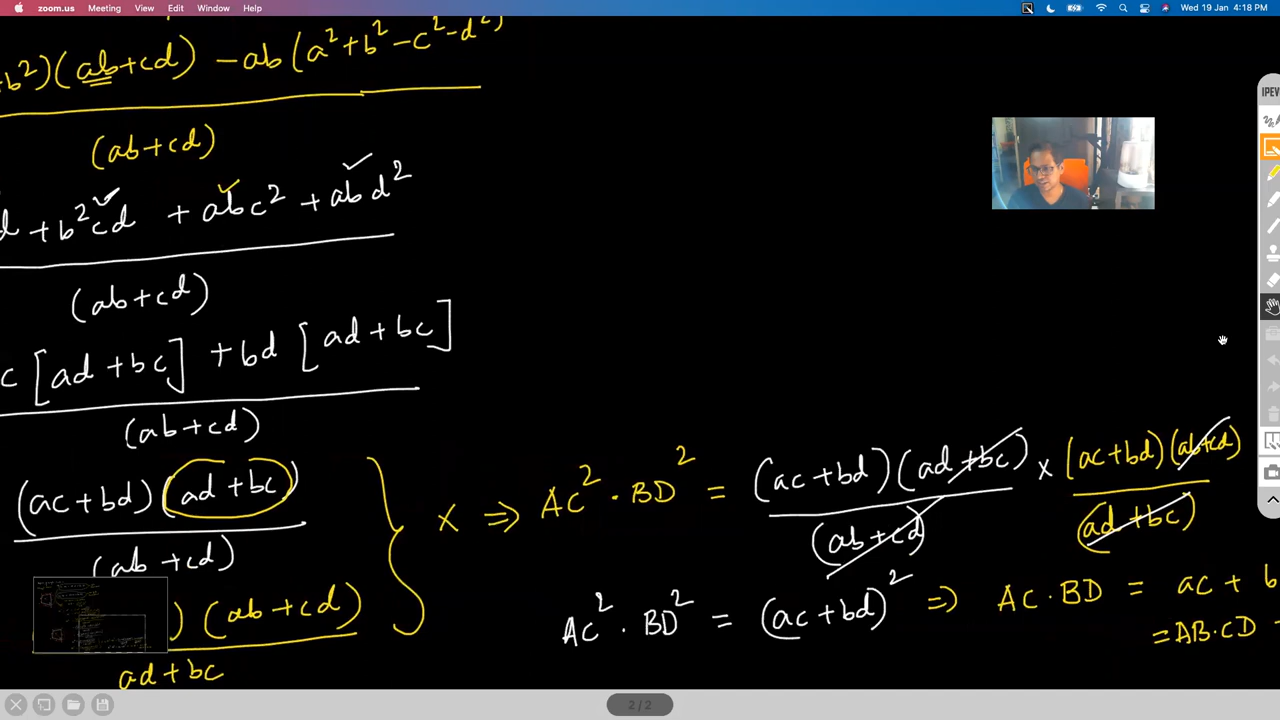 zoom.us Meeting View Edit Window Help Wed 19 Jan 4:18 PM
+b²)(ab+cd) -ab(a²+b²-c²-d²)
(ab+cd)
d + b²cd + abc² + abd²
(ab+cd)
c [ad+bc] + bd [ad+bc]
(ab+cd)
(ac+bd)(ad+bc)
(ab+cd)
)(ab+cd)
ad+bc
X ⇒ AC²·BD² = (ac+bd)(ad+bc) x (ac+bd)(ab+cd)
(ab+cd) (ad+bc)
AC²·BD² = (ac+bd)² ⇒ AC·BD = ac + b
=AB·CD
IPEV
2 / 2